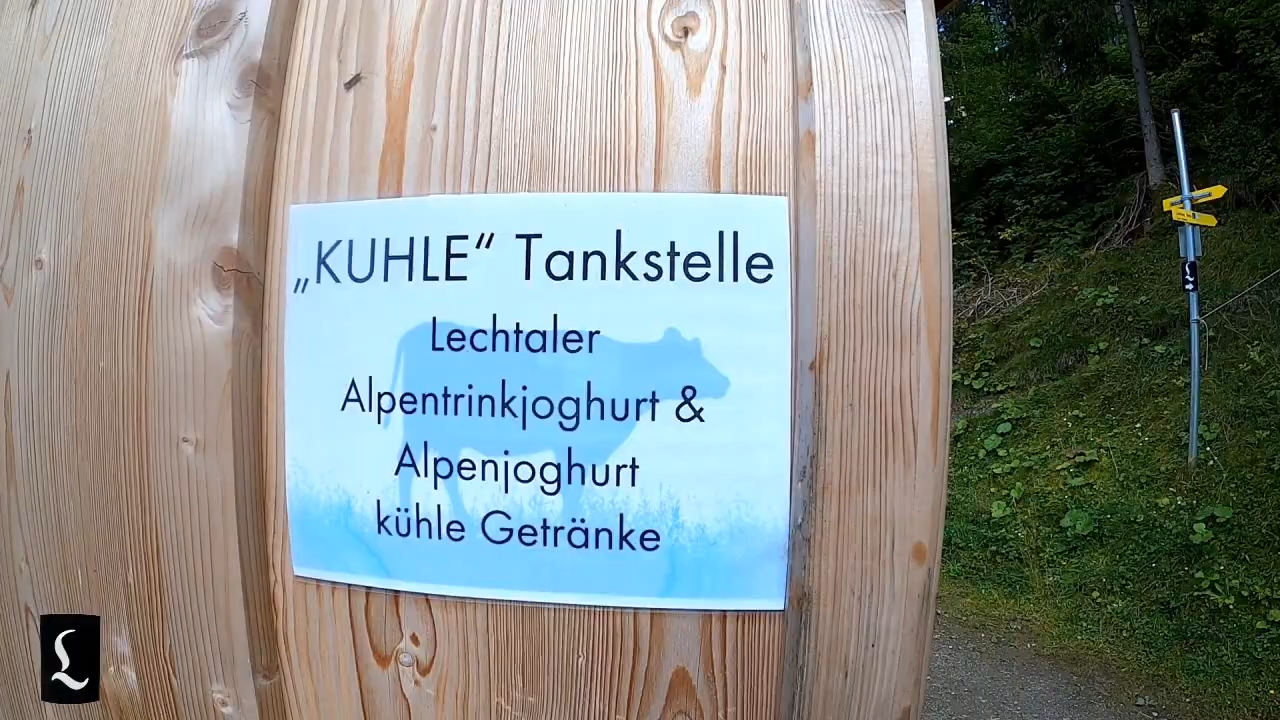 „KUHLE“ Tankstelle
Lechtaler
Alpentrinkjoghurt &
Alpenjoghurt
kühle Getränke
L
L